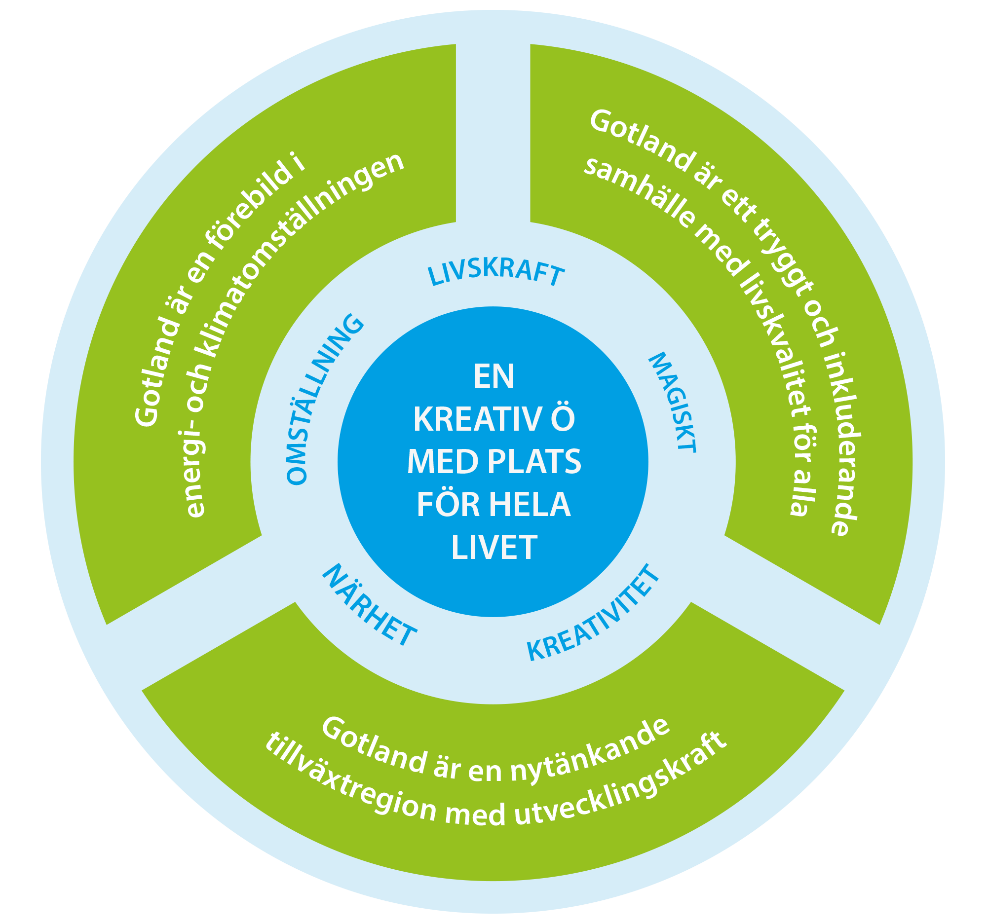 Gotland är en förebild i
energi- och klimatomställningen
Gotland är ett tryggt och inkluderande
samhälle med livskvalitet för alla
LIVSKRAFT
OMSTÄLLNING
MAGISKT
EN
KREATIV Ö
MED PLATS
FÖR HELA
LIVET
NÄRHET
KREATIVITET
Gotland är en nytänkande
tillväxtregion med utvecklingskraft